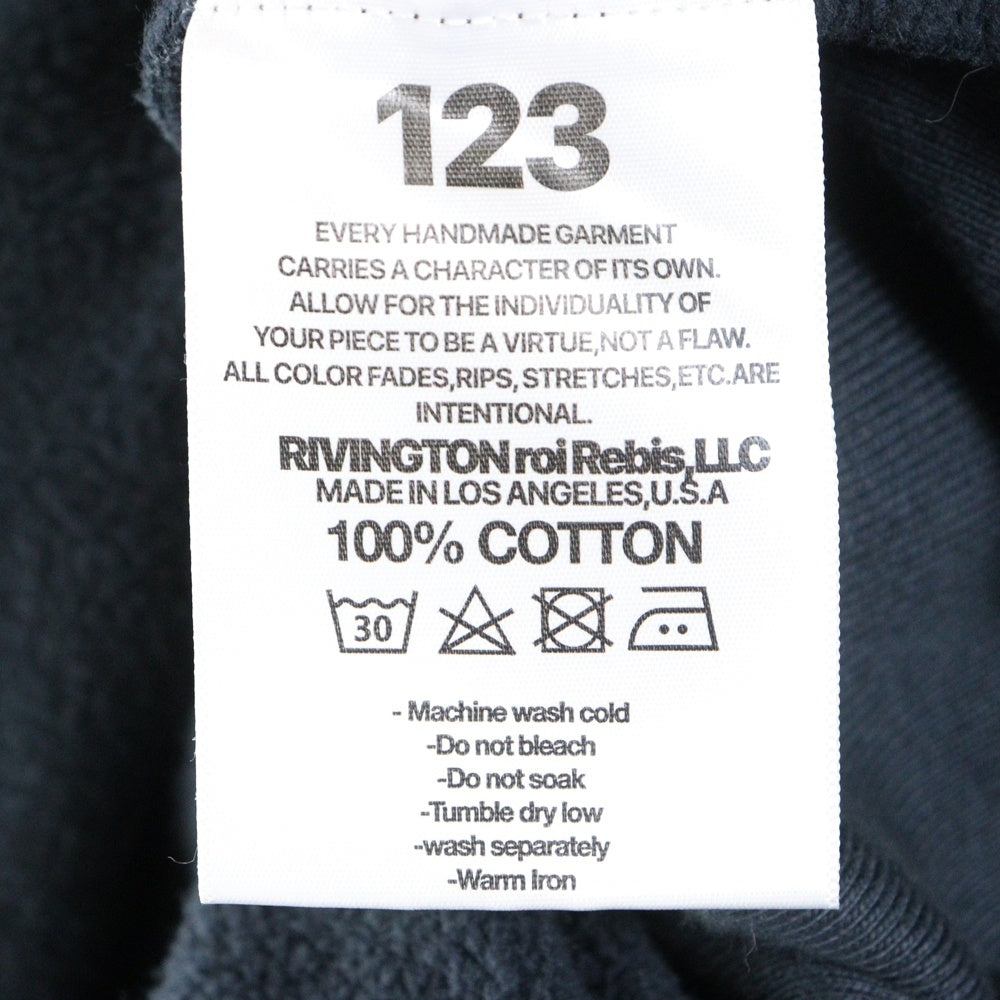 123
EVERY HANDMADE GARMENT
CARRIES A CHARACTER OF ITS OWN.
ALLOW FOR THE INDIVIDUALITY OF
YOUR PIECE TO BE A VIRTUE,NOT A FLAW.
ALL COLOR FADES,RIPS, STRETCHES,ETC.ARE
INTENTIONAL.
RIVINGTON roi Rebis,LLC
MADE IN LOS ANGELES,U.S.A
100% COTTON
30
- Machine wash cold
-Do not bleach
-Do not soak
-Tumble dry low
-wash separately
-Warm Iron